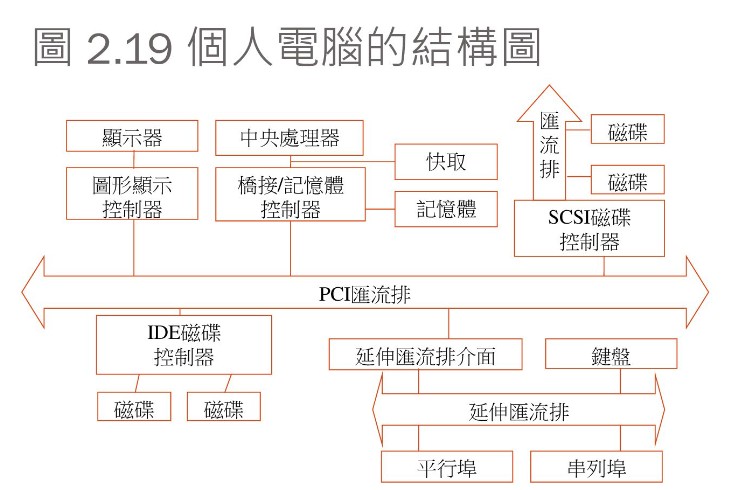 圖 2.19 個人電腦的結構圖
顯示器
中央處理器
匯
流
排
磁碟
快取
圖形顯示
控制器
橋接/記憶體
控制器
磁碟
記憶體
SCSI磁碟
控制器
PCI匯流排
IDE磁碟
控制器
延伸匯流排介面
鍵盤
磁碟
磁碟
延伸匯流排
平行埠
串列埠